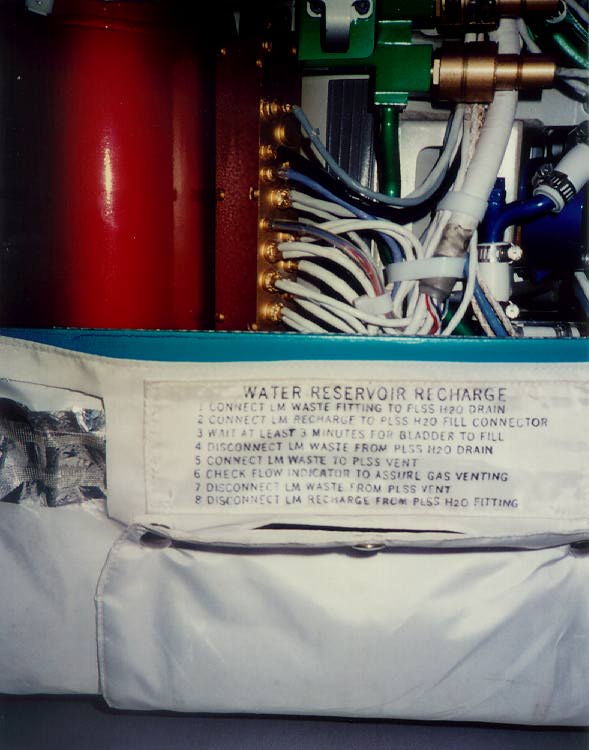 WATER RESERVOIR RECHARGE
1 CONNECT LM WASTE FITTING TO PLSS H2O DRAIN
2 CONNECT LM RECHARGE TO PLSS H2O FILL CONNECTOR
3 WAIT AT LEAST 3 MINUTES FOR BLADDER TO FILL
4 DISCONNECT LM WASTE FROM PLSS H2O DRAIN
5 CONNECT LM WASTE TO PLSS VENT
6 CHECK FLOW INDICATOR TO ASSURE GAS VENTING
7 DISCONNECT LM WASTE FROM PLSS VENT
8 DISCONNECT LM RECHARGE FROM PLSS H2O FITTING